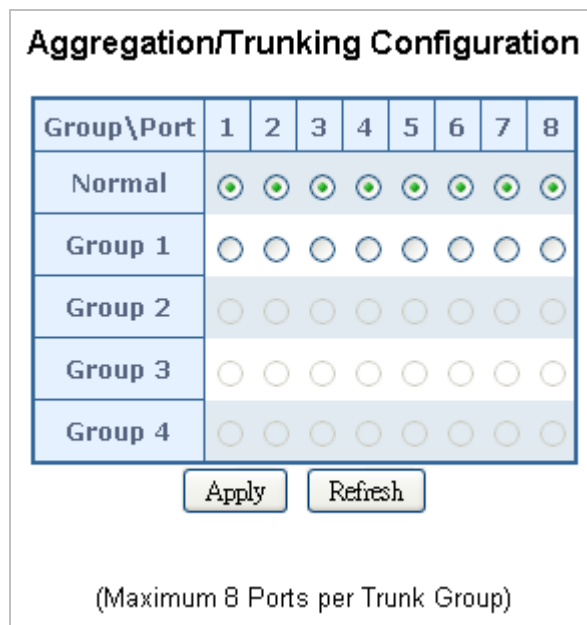 Aggregation/Trunking Configuration
Group\Port 1 2 3 4 5 6 7 8
Normal
Group 1
Group 2
Group 3
Group 4
Apply Refresh
(Maximum 8 Ports per Trunk Group)